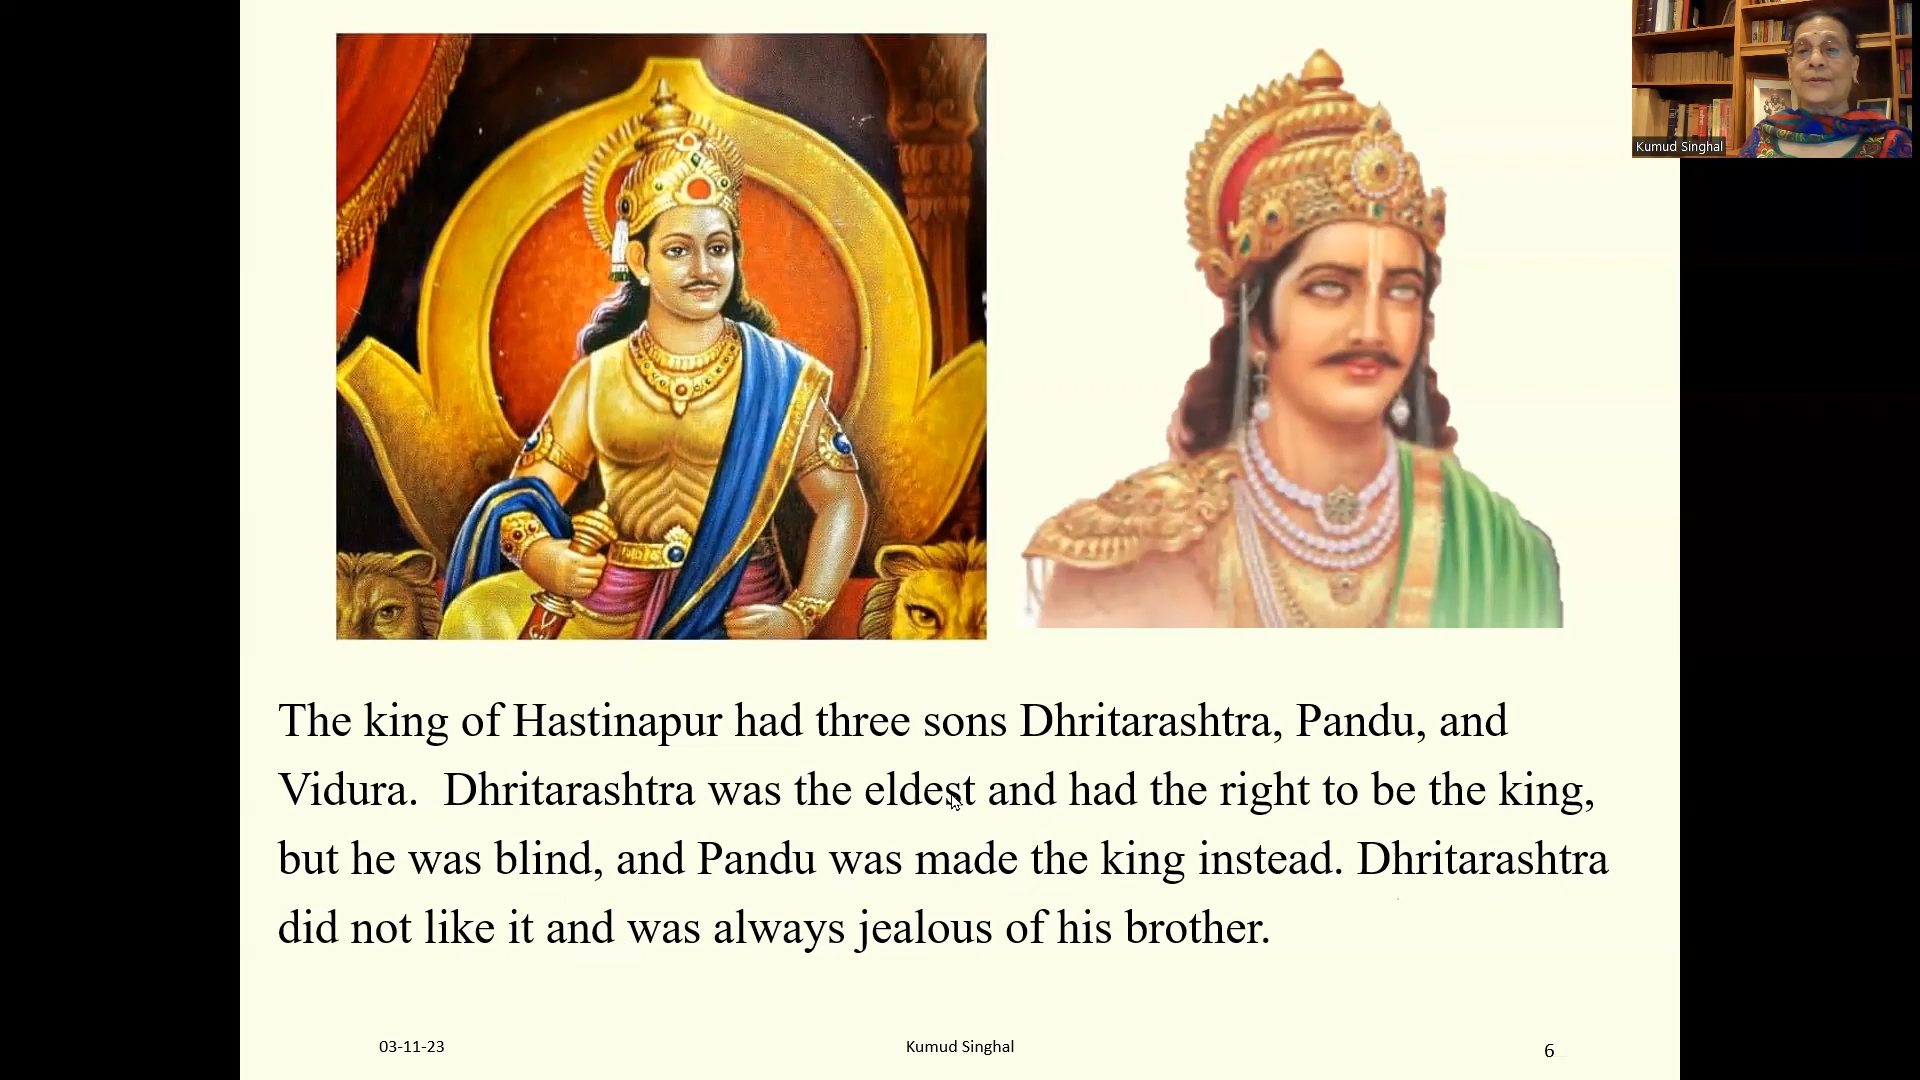 Kumud Singhal
The king of Hastinapur had three sons Dhritarashtra, Pandu, and
Vidura.  Dhritarashtra was the eldest and had the right to be the king,
but he was blind, and Pandu was made the king instead. Dhritarashtra
did not like it and was always jealous of his brother.
03-11-23
Kumud Singhal
6